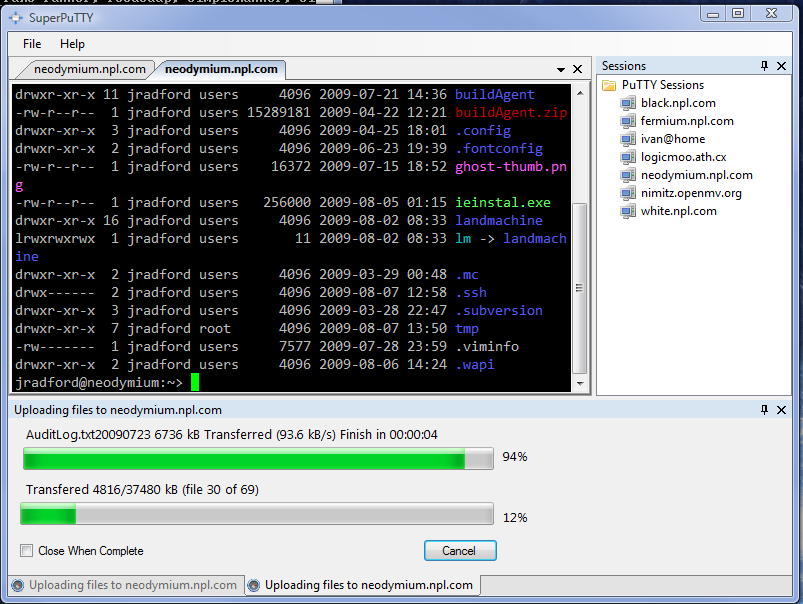 SuperPuTTY
File Help
neodymium.npl.com neodymium.npl.com
drwxr-xr-x 11 jradford users 4096 2009-07-21 14:36 buildAgent
-rw-r--r-- 1 jradford users 15289181 2009-04-22 12:21 buildAgent.zip
drwxr-xr-x 3 jradford users 4096 2009-04-25 18:01 .config
drwxr-xr-x 2 jradford users 4096 2009-06-23 19:39 .fontconfig
-rw-r--r-- 1 jradford users 16372 2009-07-15 18:52 ghost-thumb.pn
g
-rw-r--r-- 1 jradford users 256000 2009-08-05 01:15 ieinstal.exe
drwxr-xr-x 16 jradford users 4096 2009-08-02 08:33 landmachine
lrwxrwxrwx 1 jradford users 11 2009-08-02 08:33 lm -> landmach
ine
drwxr-xr-x 2 jradford users 4096 2009-03-29 00:48 .mc
drwx------ 2 jradford users 4096 2009-08-07 12:58 .ssh
drwxr-xr-x 3 jradford users 4096 2009-03-28 22:47 .subversion
drwxr-xr-x 7 jradford root 4096 2009-08-07 13:50 tmp
-rw------- 1 jradford users 7577 2009-07-28 23:59 .viminfo
drwxr-xr-x 2 jradford users 4096 2009-08-06 14:24 .wapi
jradford@neodymium:~>
Sessions
PuTTY Sessions
black.npl.com
fermium.npl.com
ivan@home
logicmoo.ath.cx
neodymium.npl.com
nimitz.openmv.org
white.npl.com
Uploading files to neodymium.npl.com
AuditLog.txt20090723 6736 kB Transferred (93.6 kB/s) Finish in 00:00:04
94%
Transfered 4816/37480 kB (file 30 of 69)
12%
Close When Complete Cancel
Uploading files to neodymium.npl.com Uploading files to neodymium.npl.com